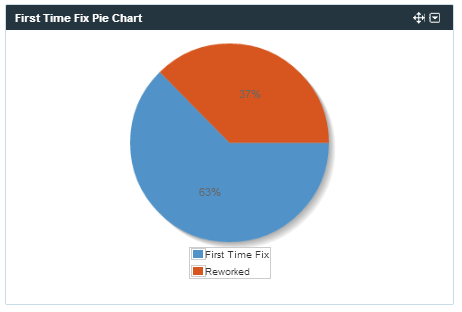 First Time Fix Pie Chart
37%
63%
First Time Fix
Reworked